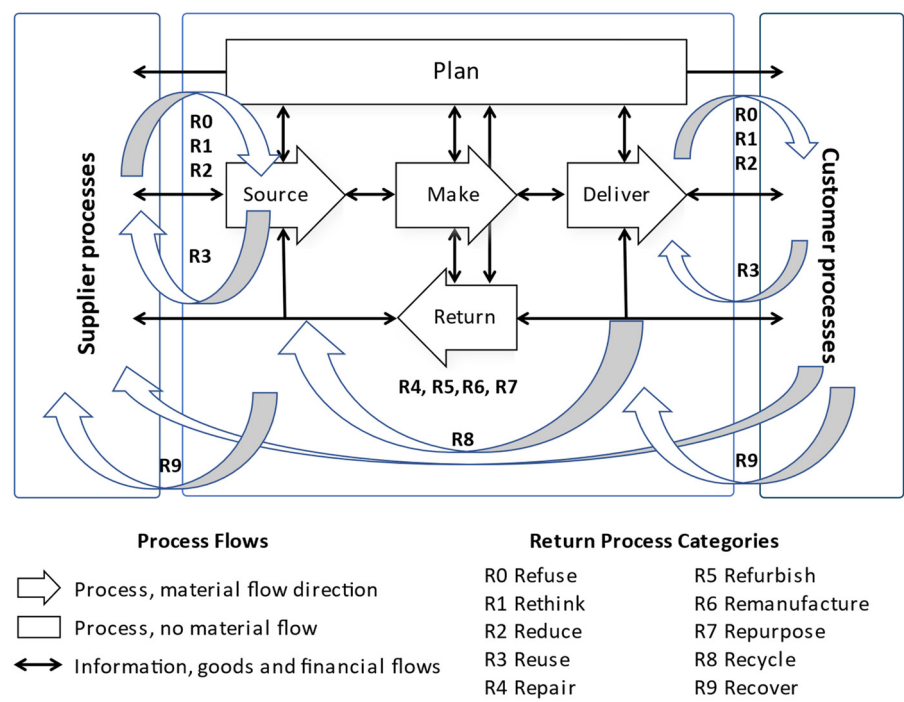 Plan
R0
R1
R2
R0
R1
R2
Supplier processes
Source
Make
Deliver
Customer processes
R3
R3
Return
R4, R5,R6, R7
R8
R9
R9
Process Flows
Process, material flow direction
Process, no material flow
Information, goods and financial flows
Return Process Categories
R0 Refuse
R1 Rethink
R2 Reduce
R3 Reuse
R4 Repair
R5 Refurbish
R6 Remanufacture
R7 Repurpose
R8 Recycle
R9 Recover